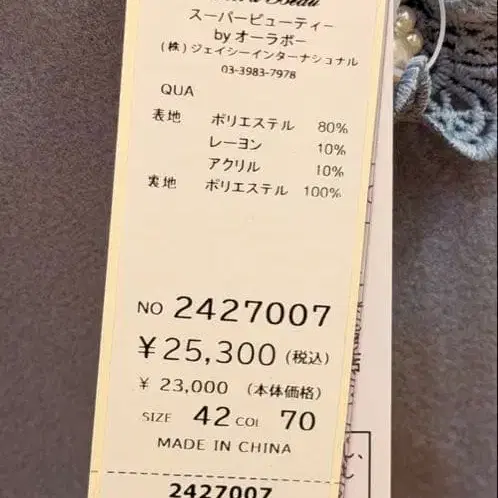 スーパービューティー
by オーラボー
(株)ジェイシーインターナショナル
03-3983-7978
QUA
表地 ポリエステル 80%
レーヨン 10%
アクリル 10%
裏地 ポリエステル 100%
NO 2427007
¥25,300 (税込)
¥ 23,000 (本体価格)
SIZE 42 COL 70
MADE IN CHINA
2427007